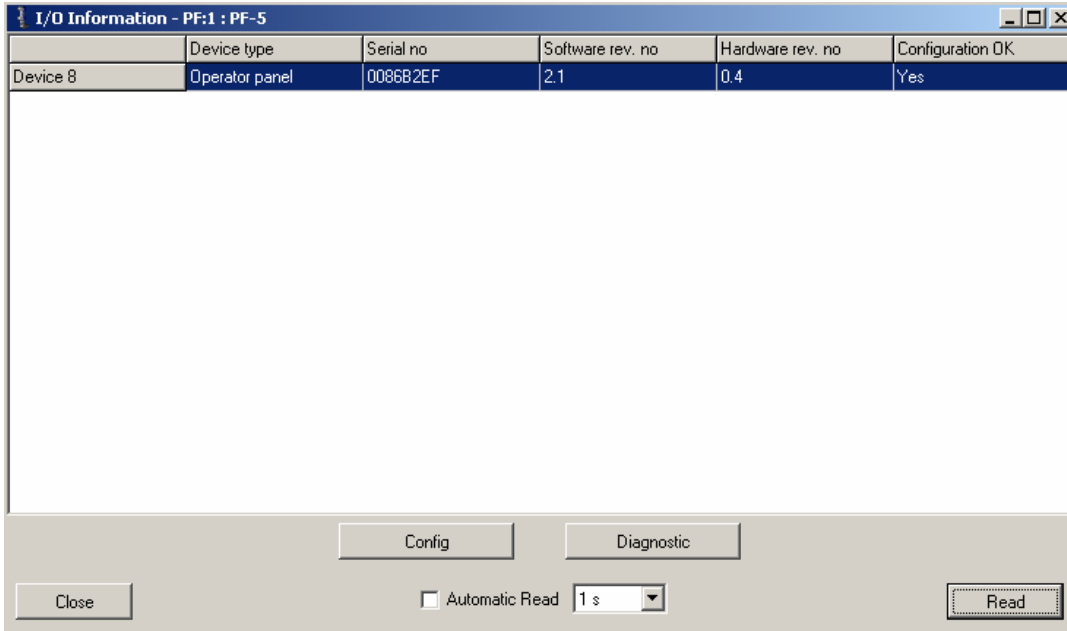 I/O Information - PF:1 : PF-5
Device type Serial no Software rev. no Hardware rev. no Configuration OK
Device 8 Operator panel 0086B2EF 2.1 0.4 Yes
Config Diagnostic
Close Automatic Read 1 s Read